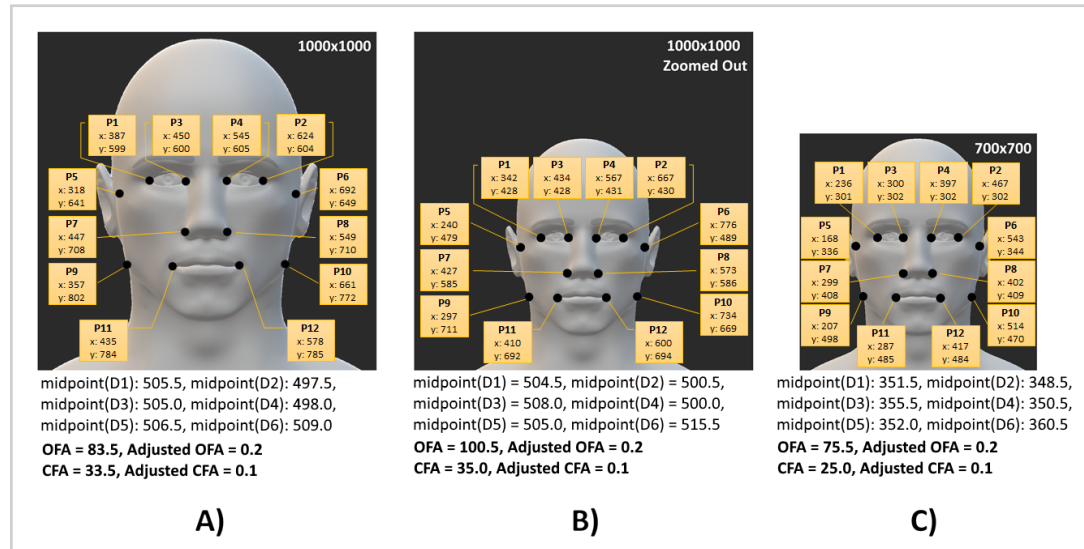 1000x1000
P1
x: 387
y: 599
P3
x: 450
y: 600
P4
x: 545
y: 605
P2
x: 624
y: 604
P5
x: 318
y: 641
P6
x: 692
y: 649
P7
x: 447
y: 708
P8
x: 549
y: 710
P9
x: 357
y: 802
P10
x: 661
y: 772
P11
x: 435
y: 784
P12
x: 578
y: 785
midpoint(D1): 505.5, midpoint(D2): 497.5,
midpoint(D3): 505.0, midpoint(D4): 498.0,
midpoint(D5): 506.5, midpoint(D6): 509.0
OFA = 83.5, Adjusted OFA = 0.2
CFA = 33.5, Adjusted CFA = 0.1
A)
1000x1000
Zoomed Out
P1
x: 342
y: 428
P3
x: 434
y: 428
P4
x: 567
y: 431
P2
x: 667
y: 430
P5
x: 240
y: 479
P6
x: 776
y: 489
P7
x: 427
y: 585
P8
x: 573
y: 586
P9
x: 297
y: 711
P10
x: 734
y: 669
P11
x: 410
y: 692
P12
x: 600
y: 694
midpoint(D1) = 504.5, midpoint(D2) = 500.5,
midpoint(D3) = 508.0, midpoint(D4) = 500.0,
midpoint(D5) = 505.0, midpoint(D6) = 515.5
OFA = 100.5, Adjusted OFA = 0.2
CFA = 35.0, Adjusted CFA = 0.1
B)
700x700
P1
x: 236
y: 301
P3
x: 300
y: 302
P4
x: 397
y: 302
P2
x: 467
y: 302
P5
x: 168
y: 336
P6
x: 543
y: 344
P7
x: 299
y: 408
P8
x: 402
y: 409
P9
x: 207
y: 498
P10
x: 514
y: 470
P11
x: 287
y: 485
P12
x: 417
y: 484
midpoint(D1): 351.5, midpoint(D2): 348.5,
midpoint(D3): 355.5, midpoint(D4): 350.5,
midpoint(D5): 352.0, midpoint(D6): 360.5
OFA = 75.5, Adjusted OFA = 0.2
CFA = 25.0, Adjusted CFA = 0.1
C)